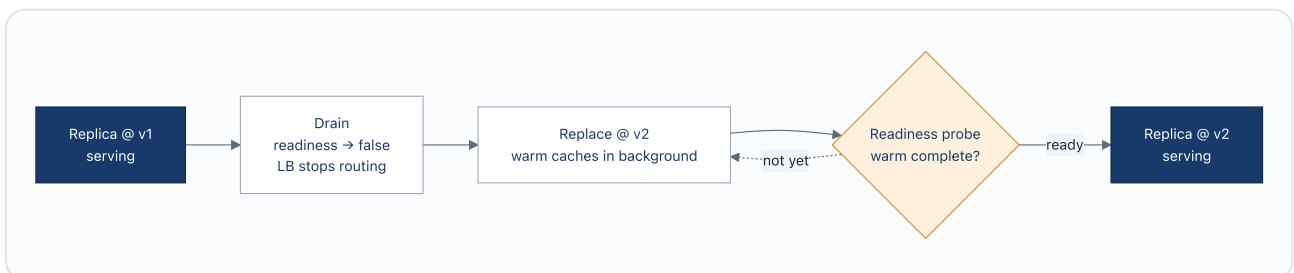 Replica @ v1
serving
Drain
readiness → false
LB stops routing
Replace @ v2
warm caches in background
not yet
Readiness probe
warm complete?
ready
Replica @ v2
serving